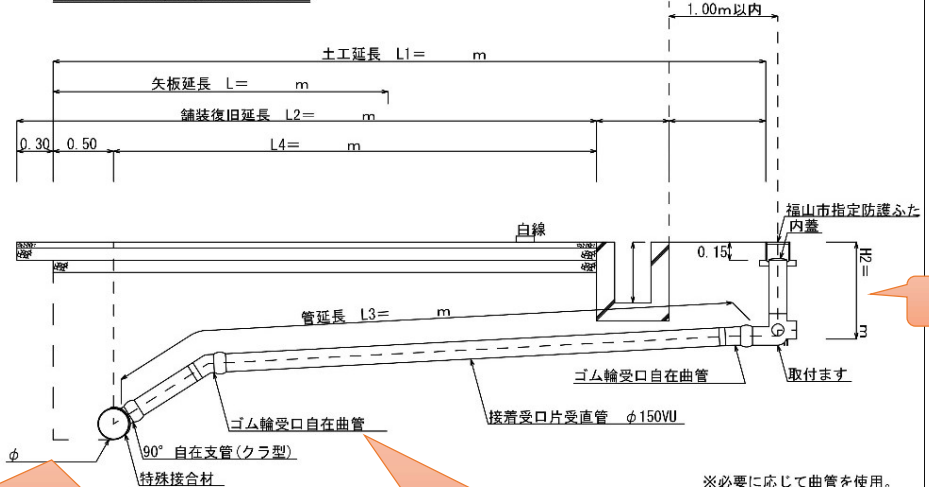 1.00m以内
土工延長 L1= m
矢板延長 L= m
舗装復旧延長 L2= m
0.30 0.50 L4= m
福山市指定防護ふた
内蓋
白線
0.15
H2= m
管延長 L3= m
ゴム輪受口自在曲管
取付ます
接着受口片受直管 φ150VU
ゴム輪受口自在曲管
90° 自在支管(クラ型)
φ
特殊接合材
※必要に応じて曲管を使用。